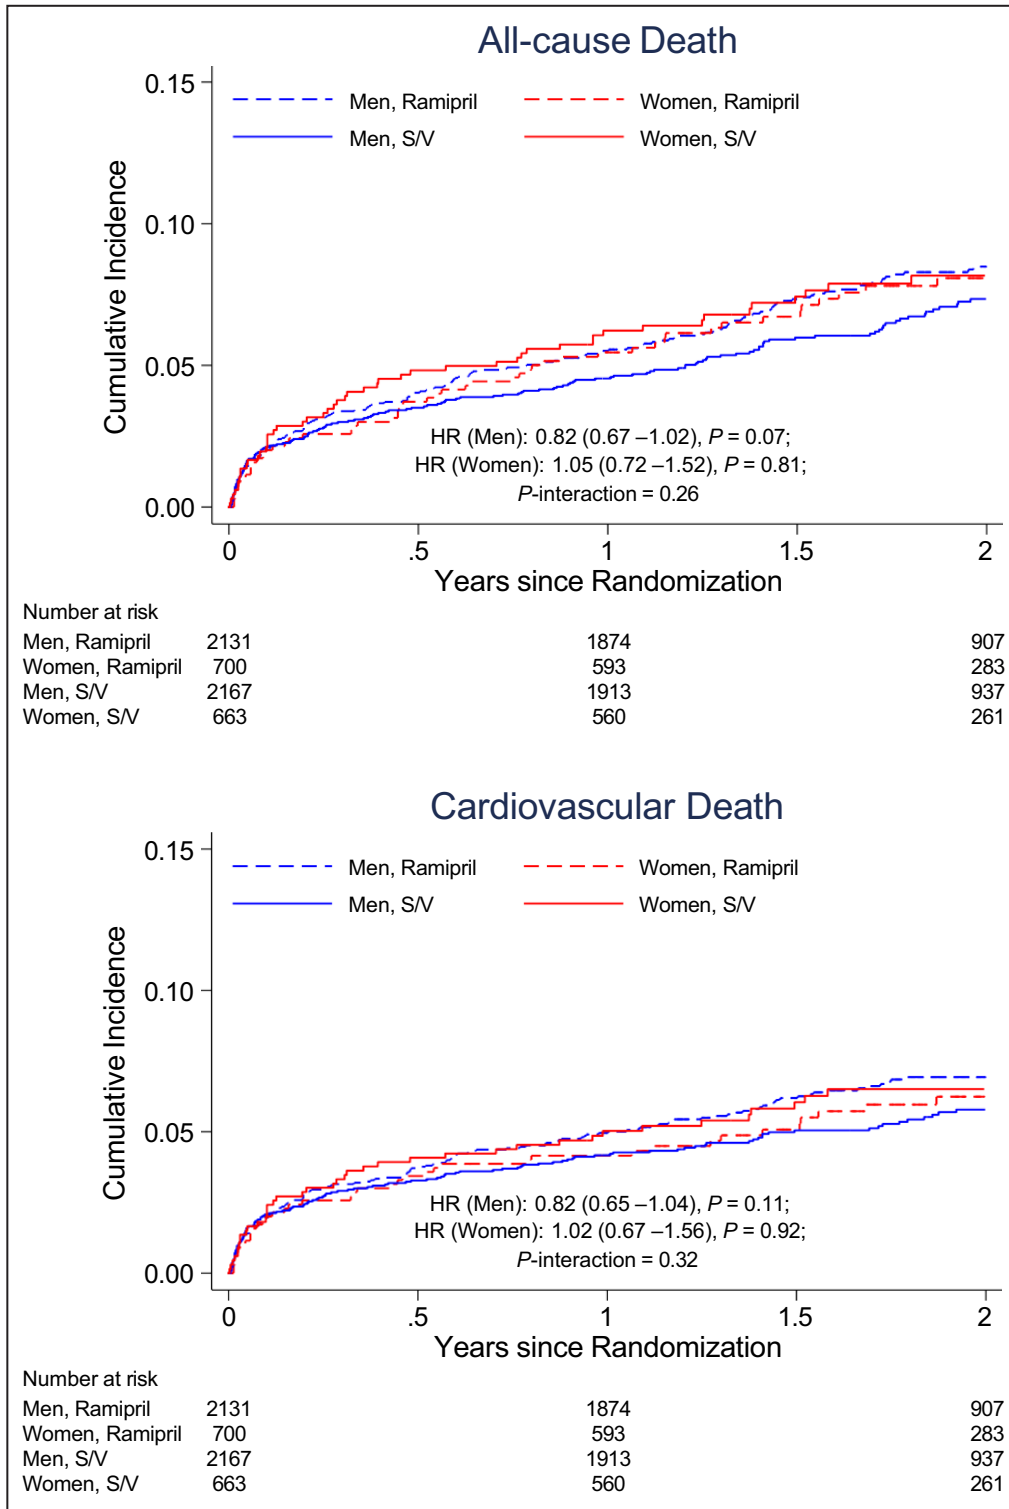 All-cause Death
0.15
0.10
0.05
0.00
Cumulative Incidence
Men, Ramipril
Women, Ramipril
Men, S/V
Women, S/V
HR (Men): 0.82 (0.67 –1.02), P = 0.07;
HR (Women): 1.05 (0.72 –1.52), P = 0.81;
P-interaction = 0.26
0 .5 1 1.5 2
Years since Randomization
Number at risk
Men, Ramipril 2131 1874 907
Women, Ramipril 700 593 283
Men, S/V 2167 1913 937
Women, S/V 663 560 261
Cardiovascular Death
0.15
0.10
0.05
0.00
Cumulative Incidence
Men, Ramipril
Women, Ramipril
Men, S/V
Women, S/V
HR (Men): 0.82 (0.65 –1.04), P = 0.11;
HR (Women): 1.02 (0.67 –1.56), P = 0.92;
P-interaction = 0.32
0 .5 1 1.5 2
Years since Randomization
Number at risk
Men, Ramipril 2131 1874 907
Women, Ramipril 700 593 283
Men, S/V 2167 1913 937
Women, S/V 663 560 261